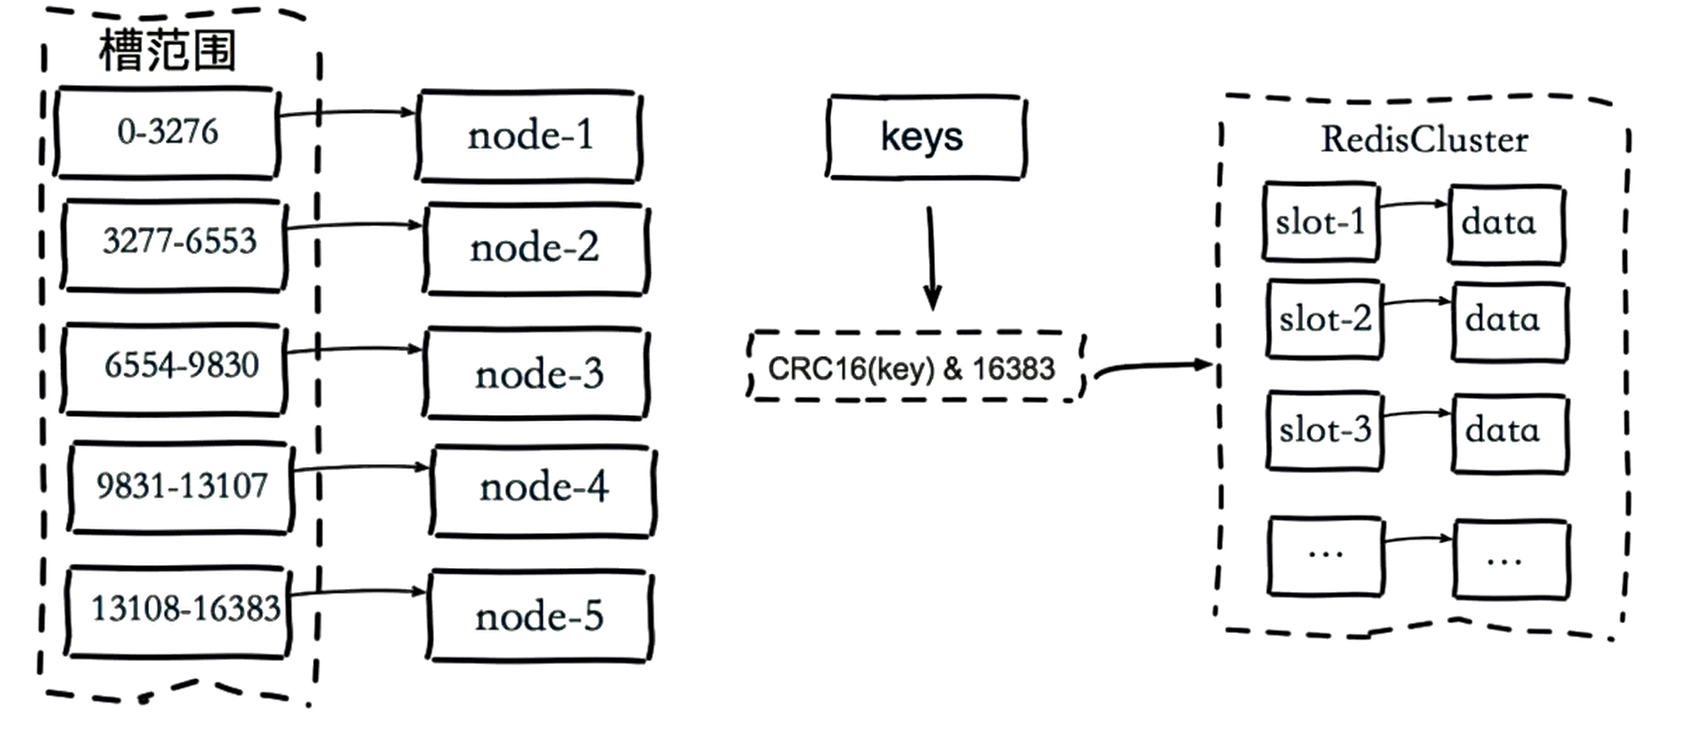 槽范围
0-3276
node-1
3277-6553
node-2
6554-9830
node-3
9831-13107
node-4
13108-16383
node-5
keys
CRC16(key) & 16383
RedisCluster
slot-1
data
slot-2
data
slot-3
data
...
...